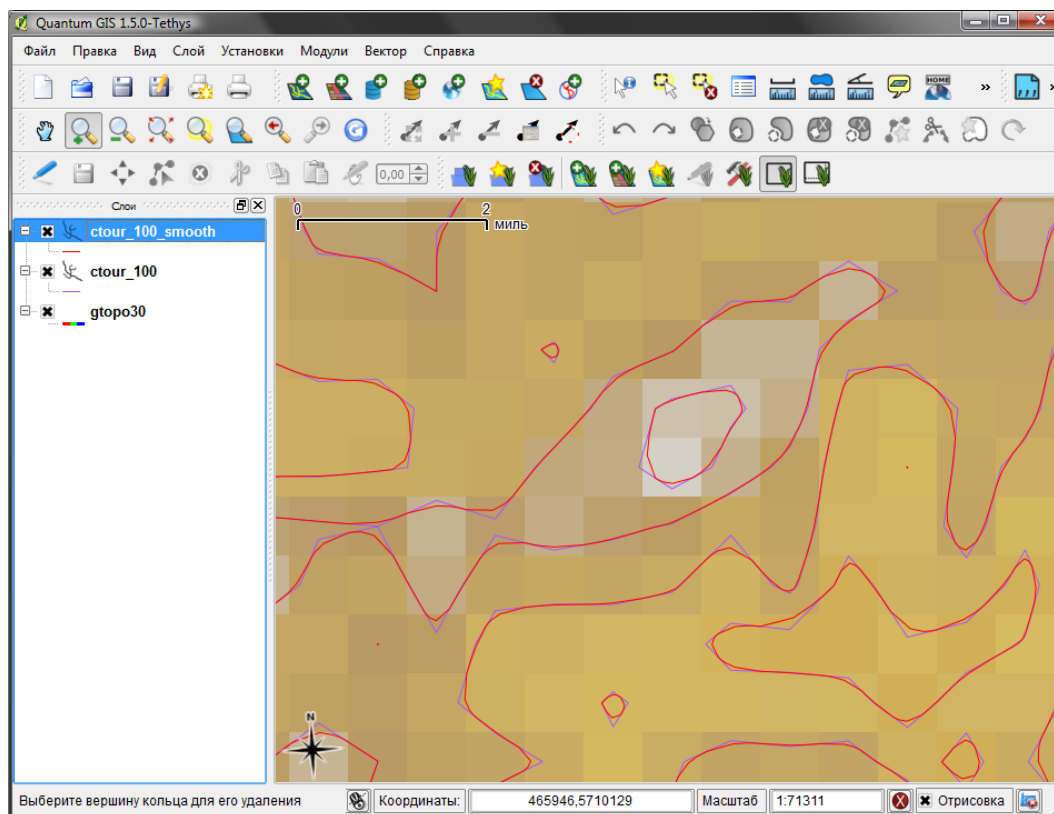 Quantum GIS 1.5.0-Tethys
Файл Правка Вид Слой Установки Модули Вектор Справка
HOME
»
0,00
Слои
ctour_100_smooth
ctour_100
gtopo30
0 2
миль
N
Выберите вершину кольца для его удаления Координаты: 465946,5710129 Масштаб 1:71311 Отрисовка